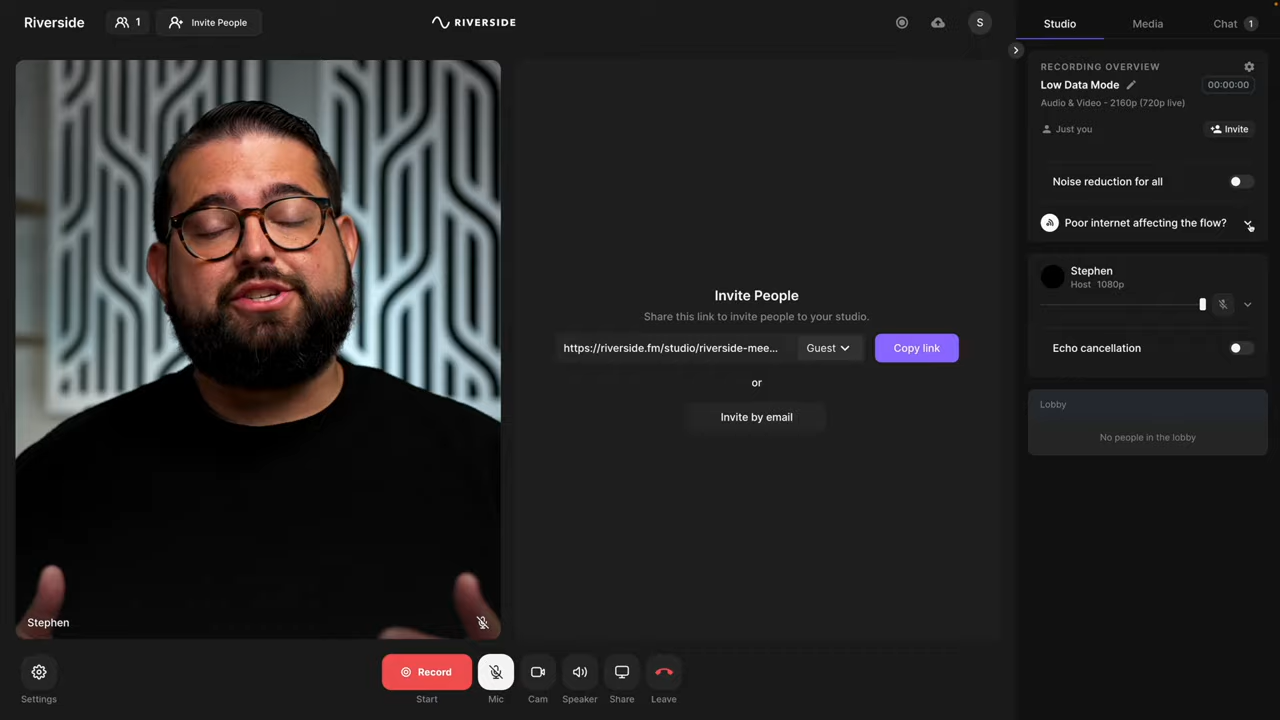 Riverside
1
Invite People
RIVERSIDE
S
Studio
Media
Chat 1
RECORDING OVERVIEW
Low Data Mode
00:00:00
Audio & Video - 2160p (720p live)
Just you
Invite
Noise reduction for all
Poor internet affecting the flow?
Stephen
Host 1080p
Echo cancellation
Lobby
No people in the lobby
Invite People
Share this link to invite people to your studio.
https://riverside.fm/studio/riverside-mee...
Guest
Copy link
or
Invite by email
Stephen
Settings
Record
Start
Mic
Cam
Speaker
Share
Leave